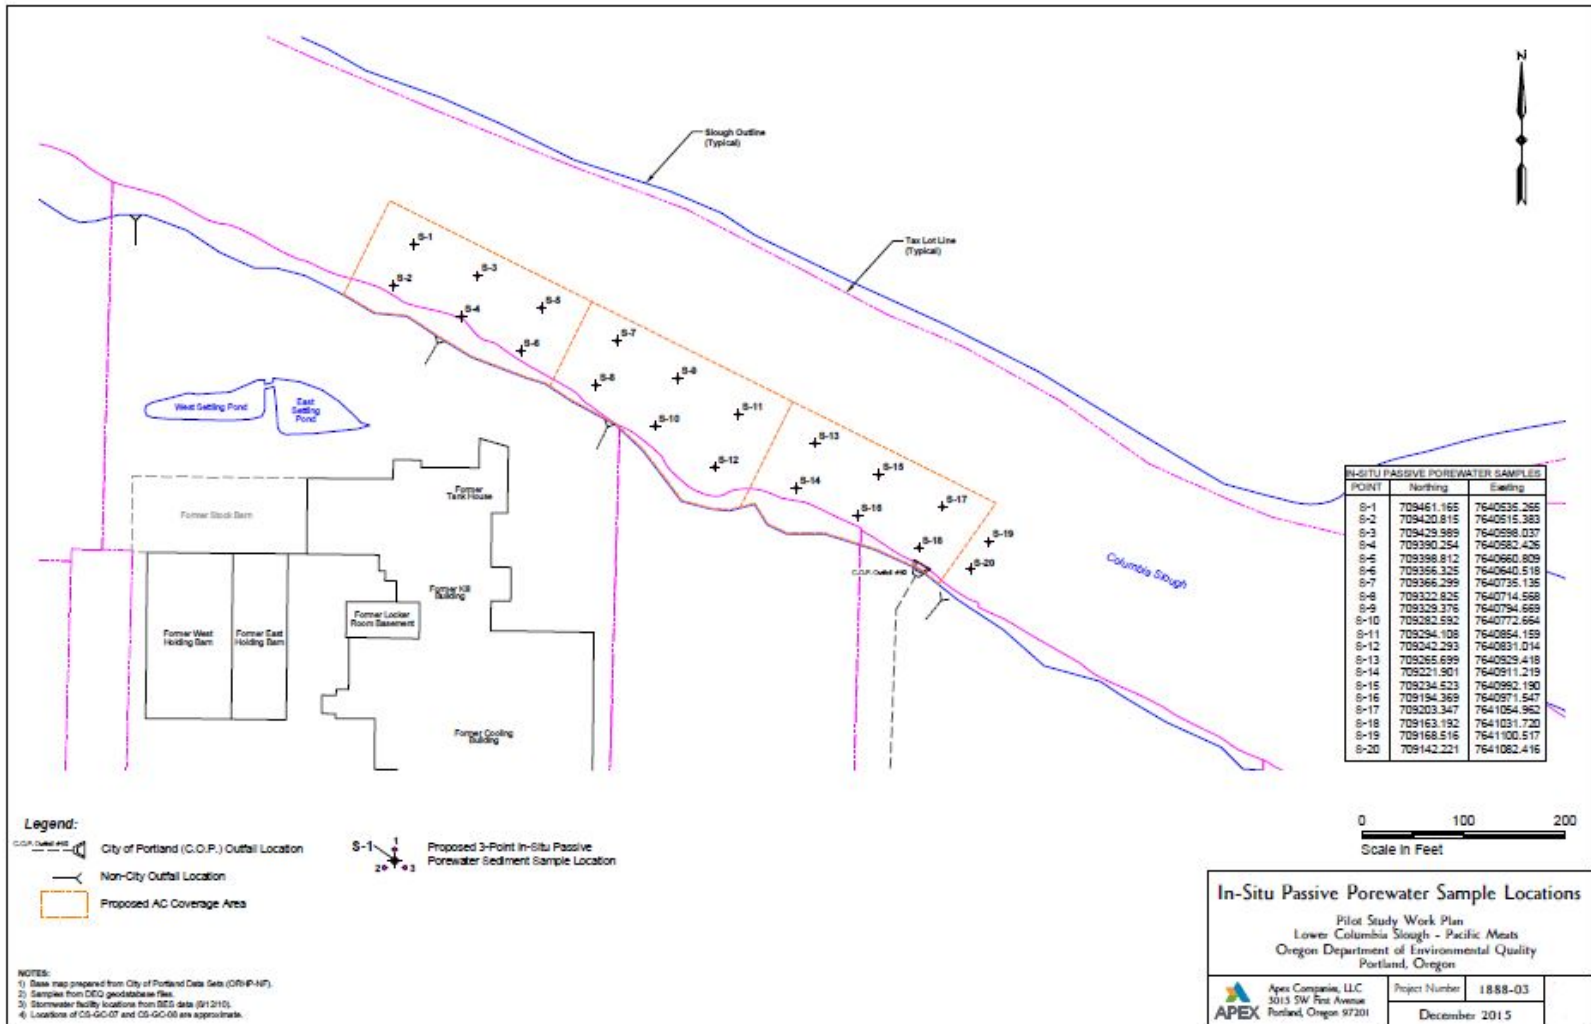 N
Slough Outline
(Typical)
Tax Lot Line
(Typical)
S-1
S-2
S-3
S-4
S-5
S-6
S-7
S-8
S-9
S-10
S-11
S-12
S-13
S-14
S-15
S-16
S-17
S-18
S-19
S-20
C.O.P. Outfall
Columbia Slough
West Settling Pond
East
Settling
Pond
Former Stock Barn
Former
Tank House
Former Kill
Building
Former Locker
Room Basement
Former West
Holding Barn
Former East
Holding Barn
Former Cooling
Building
IN-SITU PASSIVE POREWATER SAMPLES
POINT Northing Easting
S-1 709461.165 7640535.265
S-2 709420.815 7640515.383
S-3 709429.989 7640598.037
S-4 709390.254 7640582.426
S-5 709398.812 7640660.809
S-6 709356.325 7640640.518
S-7 709366.299 7640735.135
S-8 709322.825 7640714.568
S-9 709329.376 7640794.669
S-10 709282.592 7640772.664
S-11 709294.108 7640854.159
S-12 709242.293 7640831.014
S-13 709265.699 7640929.418
S-14 709221.901 7640911.219
S-15 709234.523 7640992.190
S-16 709194.369 7640971.547
S-17 709203.347 7641054.962
S-18 709163.192 7641031.720
S-19 709168.516 7641100.517
S-20 709142.221 7641082.416
0 100 200
Scale in Feet
Legend:
C.O.P. Outfall
City of Portland (C.O.P.) Outfall Location
Non-City Outfall Location
Proposed AC Coverage Area
S-1
1
2 3
Proposed 3-Point In-Situ Passive
Porewater Sediment Sample Location
NOTES:
1) Base map prepared from City of Portland Data Sets
2) Samples from DEQ geodatabase files.
3) Stormwater facility locations from BES data
4) Locations of CS-GC-07 and CS-GC-08 are approximate.
In-Situ Passive Porewater Sample Locations
Pilot Study Work Plan
Lower Columbia Slough - Pacific Meats
Oregon Department of Environmental Quality
Portland, Oregon
APEX
Apex Companies, LLC
3015 SW First Avenue
Portland, Oregon 97201
Project Number 1888-03
December 2015